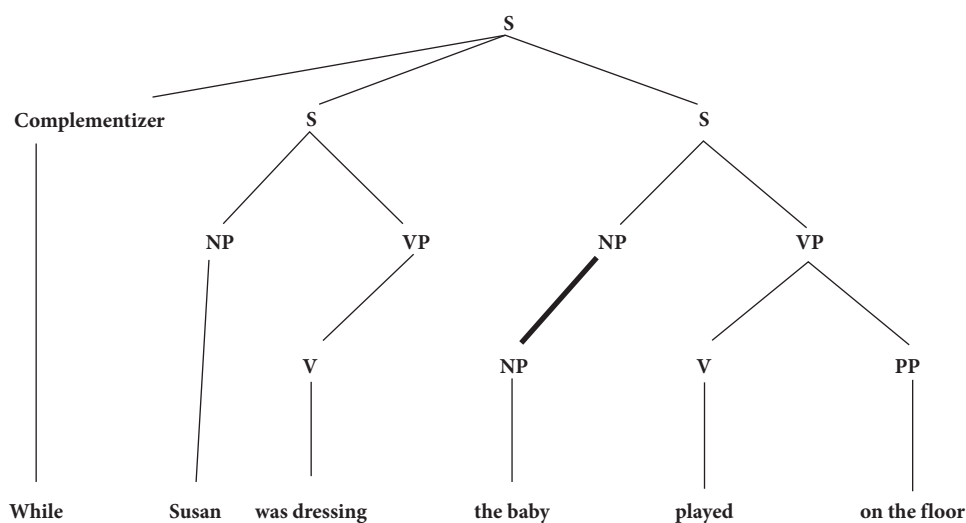 S
Complementizer S S
NP VP NP VP
V NP V PP
While Susan was dressing the baby played on the floor